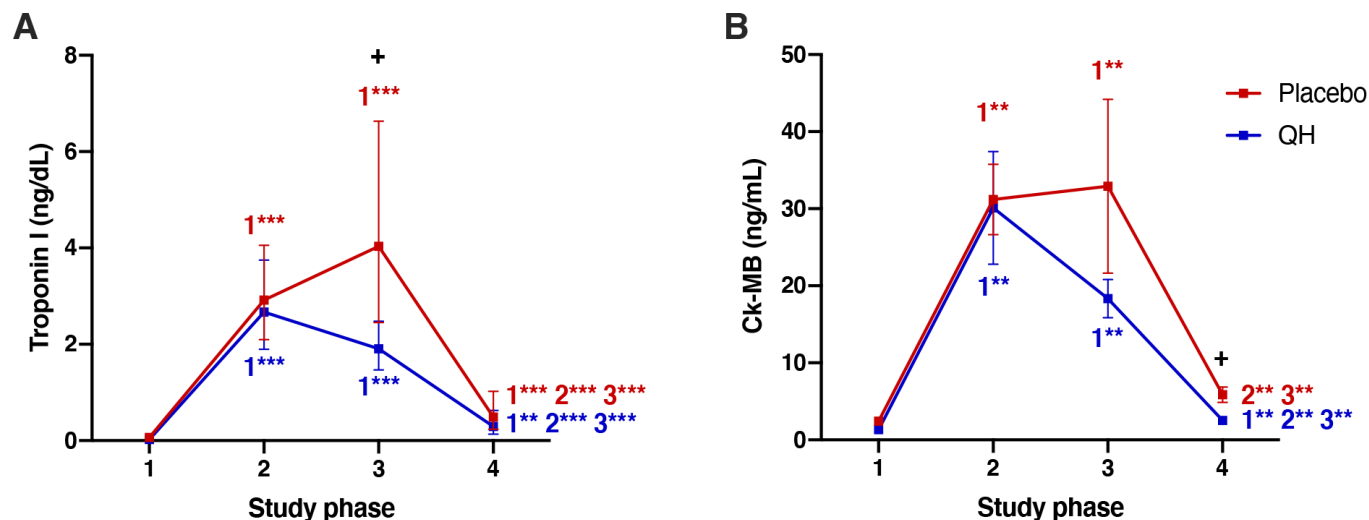 A
Troponin I (ng/dL)
8
6
4
2
0
+
1***
1***
1***
1***
1*** 2*** 3***
1** 2*** 3***
1 2 3 4
Study phase
B
Ck-MB (ng/mL)
50
40
30
20
10
0
1**
1**
1**
1**
+
2** 3**
1** 2** 3**
1 2 3 4
Study phase
Placebo
QH